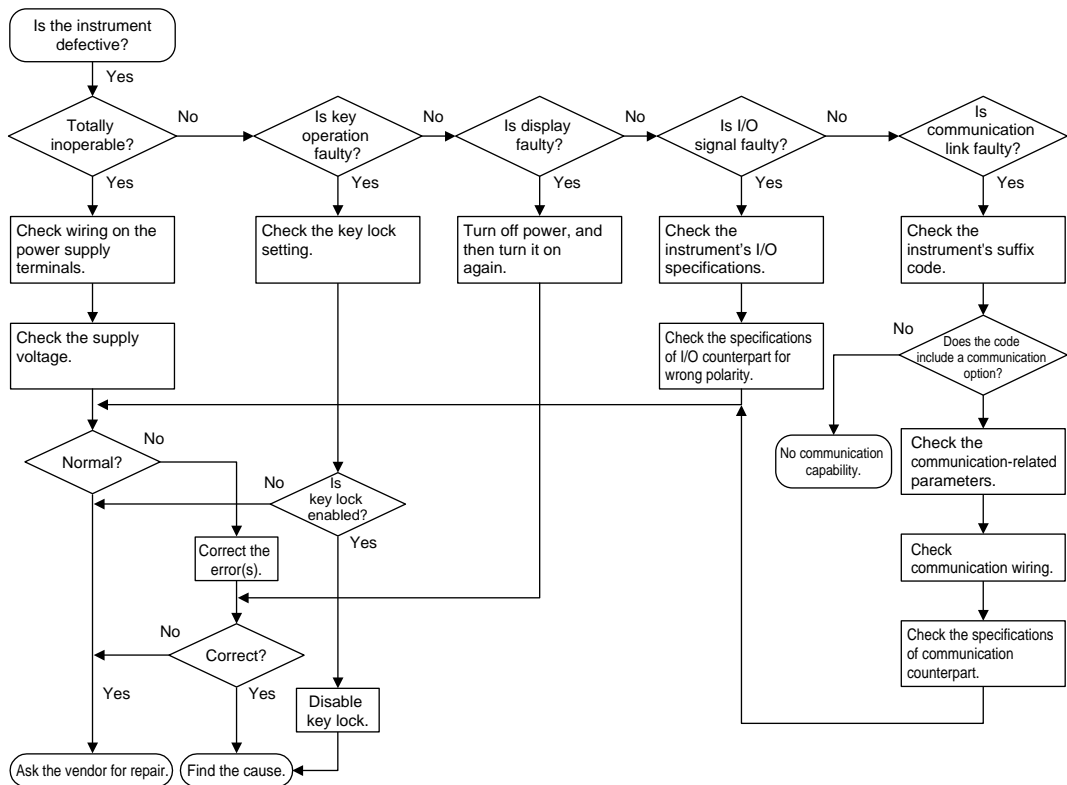 Is the instrument
defective?
Yes
Totally
inoperable?
No
Is key
operation
faulty?
No
Is display
faulty?
No
Is I/O
signal faulty?
No
Is
communication
link faulty?
Yes
Yes
Yes
Yes
Yes
Check wiring on the
power supply
terminals.
Check the key lock
setting.
Turn off power, and
then turn it on
again.
Check the
instrument's I/O
specifications.
Check the
instrument's suffix
code.
Check the supply
voltage.
Check the specifications
of I/O counterpart for
wrong polarity.
No
Does the code
include a communication
option?
Normal?
No
No communication
capability.
Check the
communication-related
parameters.
No
Is
key lock
enabled?
Yes
Correct the
error(s).
Check
communication wiring.
No
Correct?
Check the specifications
of communication
counterpart.
Yes
Yes
Disable
key lock.
Ask the vendor for repair.
Find the cause.